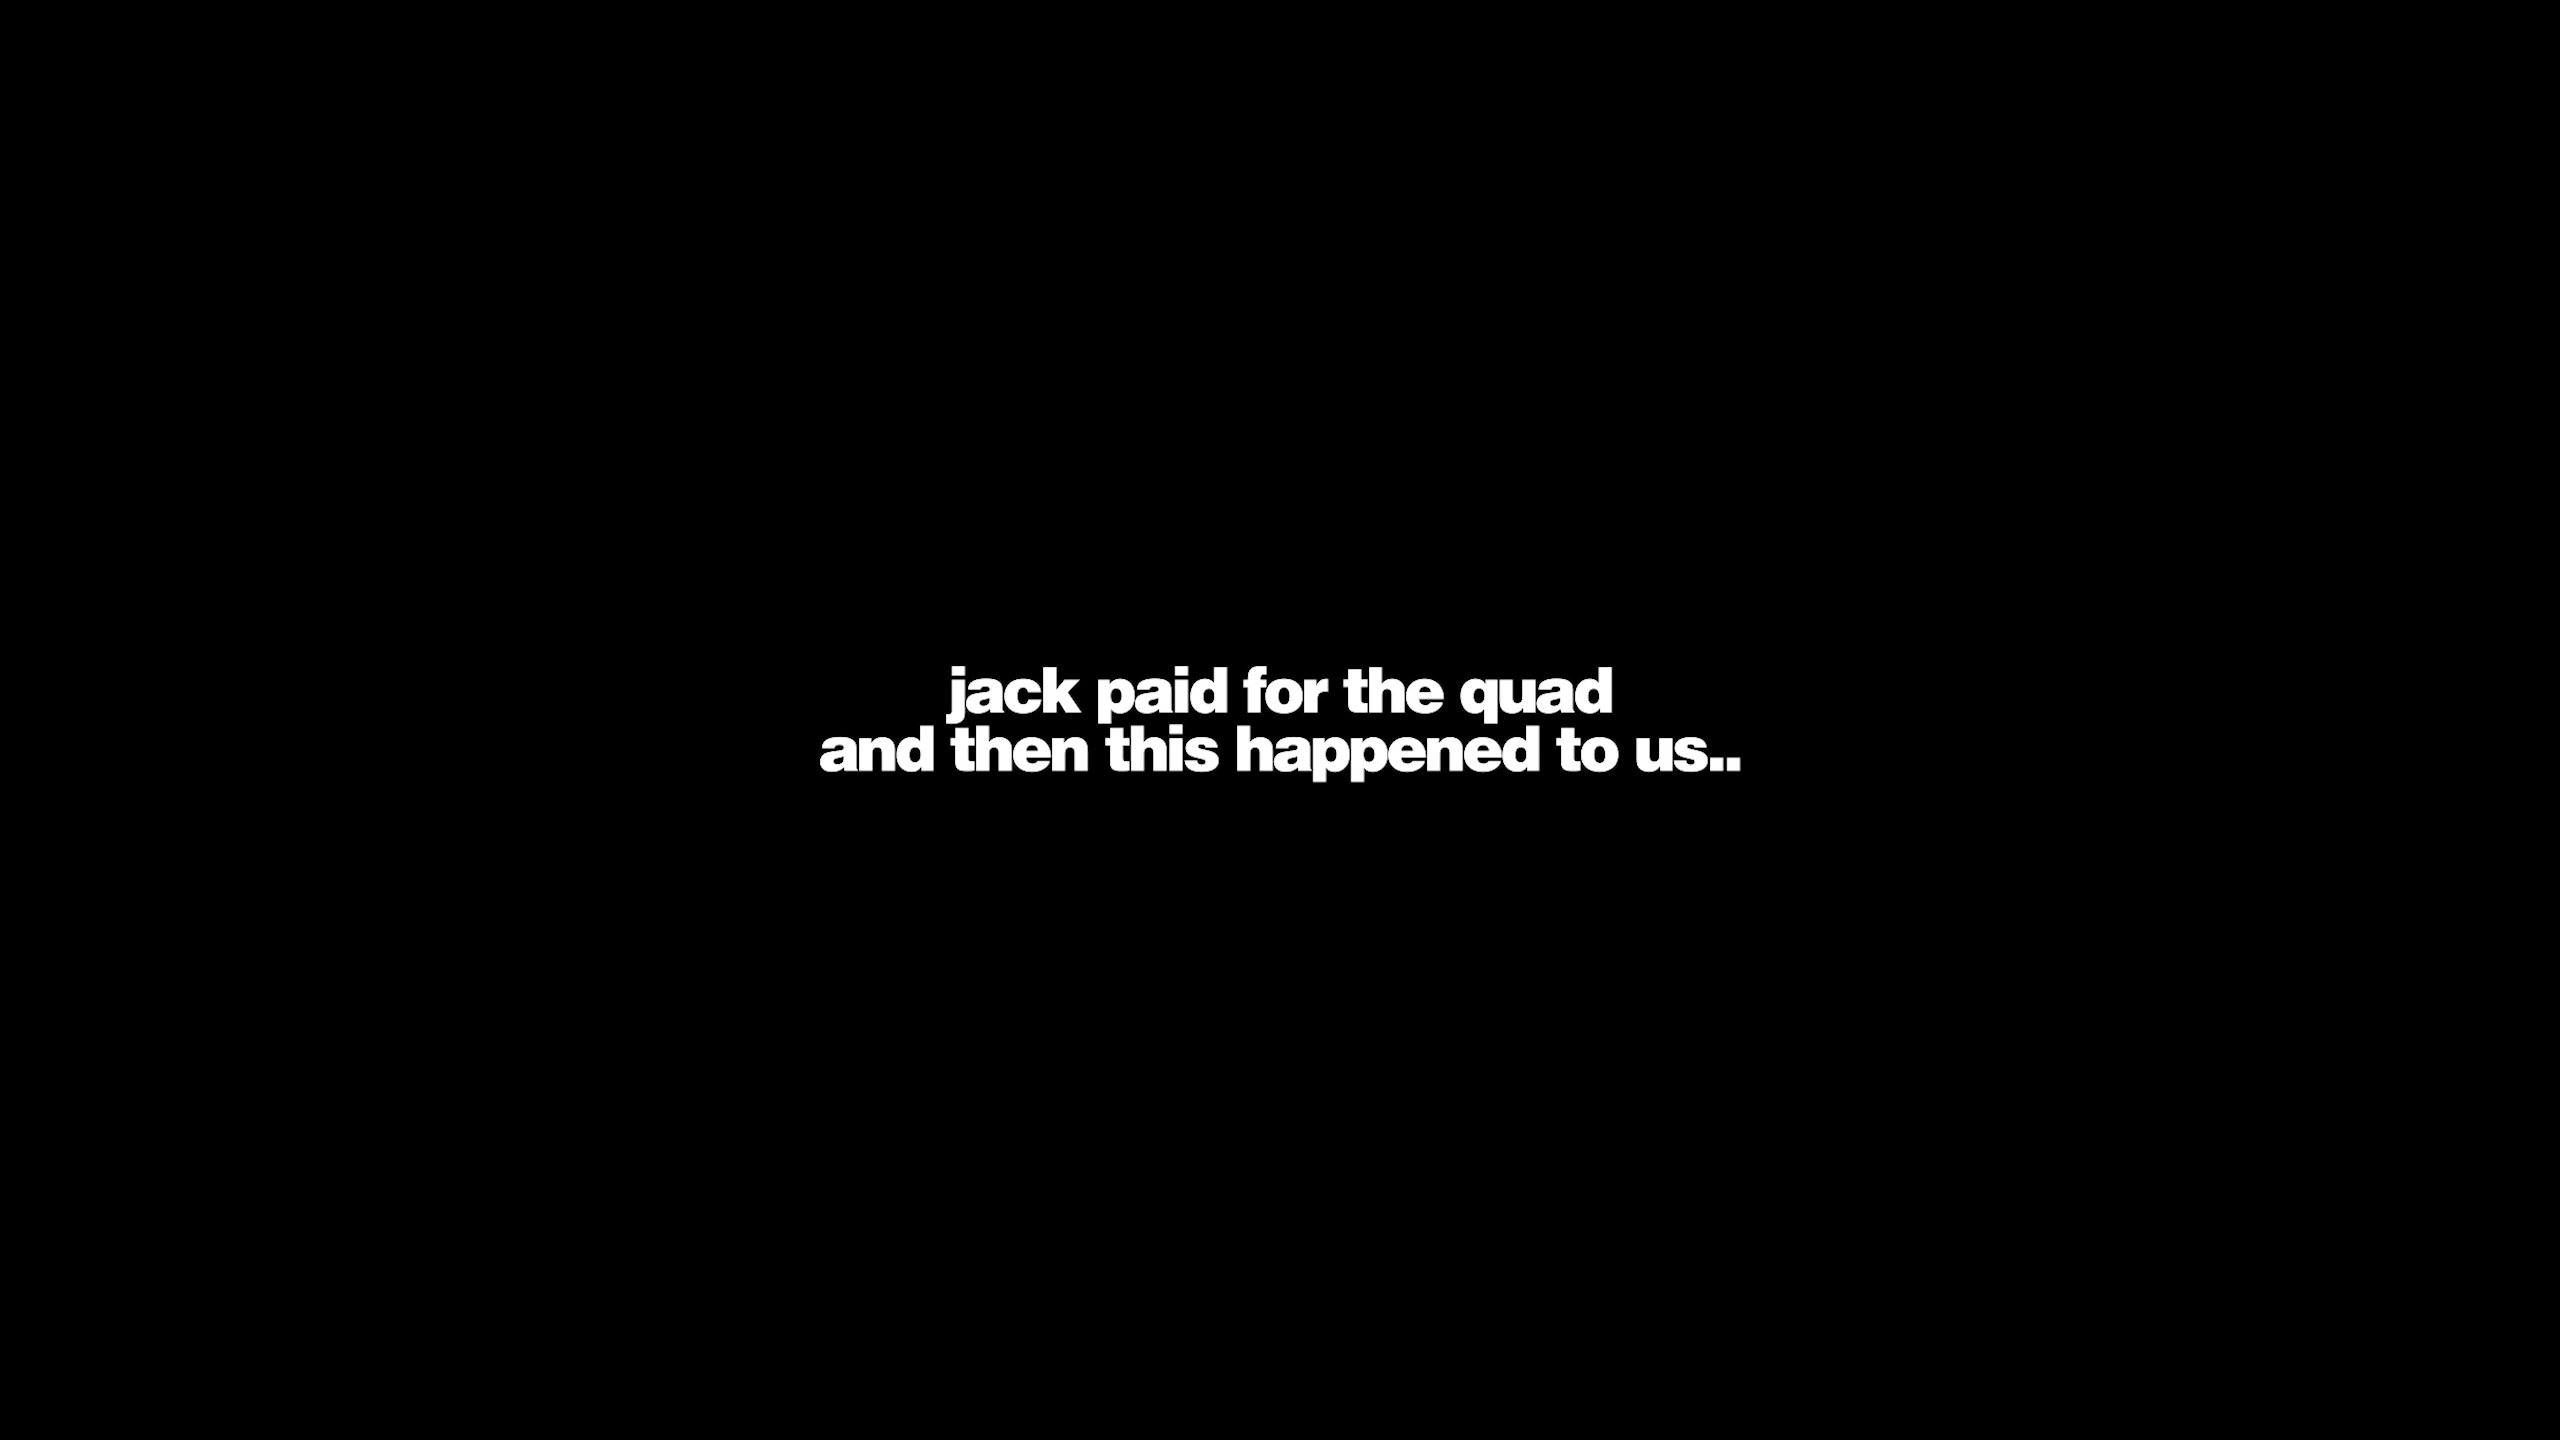 jack paid for the quad
and then this happened to us..